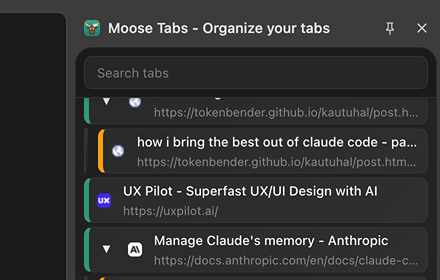 Moose Tabs - Organize your tabs
Search tabs
https://tokenbender.github.io/kautuhal/post.h...
how i bring the best out of claude code - pa...
https://tokenbender.github.io/kautuhal/post.htm...
UX
UX Pilot - Superfast UX/UI Design with AI
https://uxpilot.ai/
Manage Claude's memory - Anthropic
https://docs.anthropic.com/en/docs/claude-c...